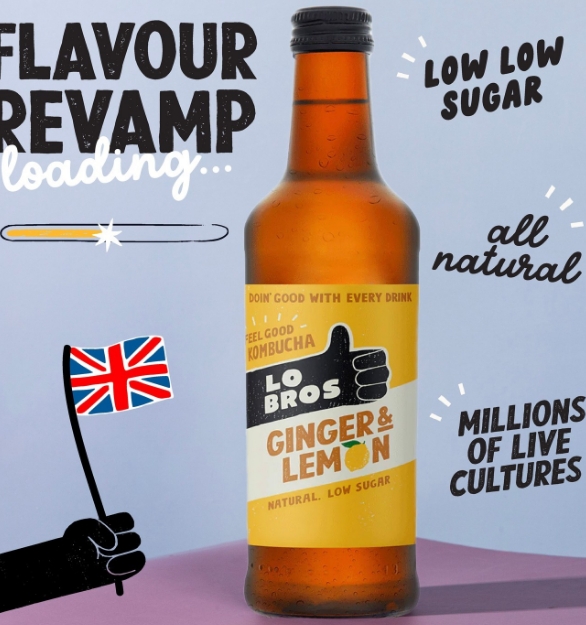 FLAVOUR
REVAMP
loading...
LOW LOW
SUGAR
all
natural
MILLIONS
OF LIVE
CULTURES
DOIN' GOOD WITH EVERY DRINK
FEEL GOOD
KOMBUCHA
LO
BROS
GINGER &
LEMON
NATURAL. LOW SUGAR